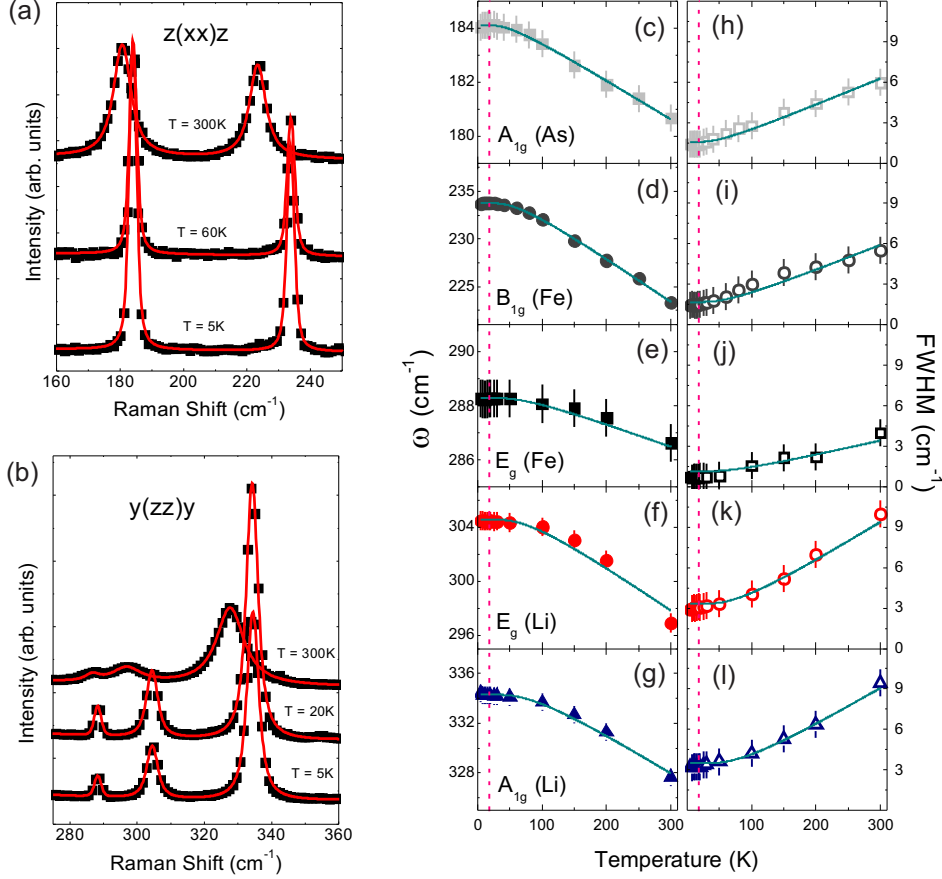 (a)
z(xx)z
T = 300K
T = 60K
T = 5K
Intensity (arb. units)
160 180 200 220 240
Raman Shift (cm⁻¹)
(b)
y(zz)y
T = 300K
T = 20K
T = 5K
Intensity (arb. units)
280 300 320 340 360
Raman Shift (cm⁻¹)
184
182
180
(c)
A1g (As)
(h)
9
6
3
0
235
230
225
(d)
B1g (Fe)
(i)
9
6
3
0
290
288
286
(e)
Eg (Fe)
(j)
9
6
3
0
304
300
296
(f)
Eg (Li)
(k)
9
6
3
0
336
332
328
(g)
A1g (Li)
(l)
9
6
3
ω (cm⁻¹)
FWHM (cm⁻¹)
0 100 200 300
0 100 200 300
Temperature (K)